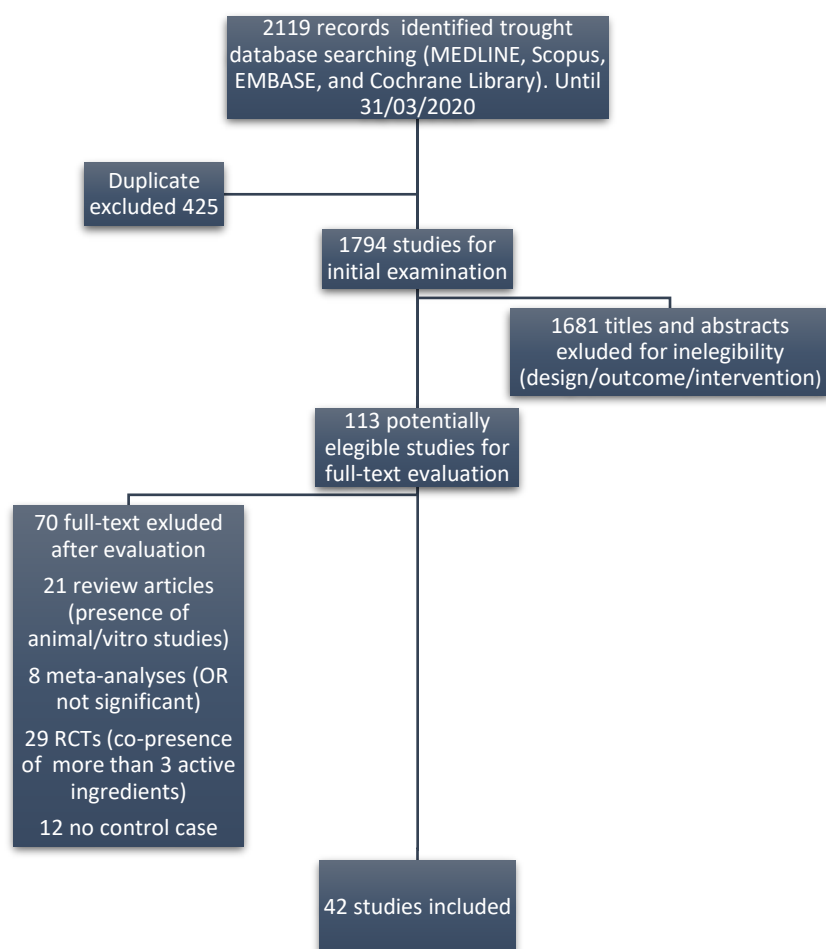 2119 records  identified trought
database searching (MEDLINE, Scopus,
EMBASE, and Cochrane Library). Until
31/03/2020
Duplicate
excluded 425
1794 studies for
initial examination
1681 titles and abstracts
exluded for inelegibility
(design/outcome/intervention)
113 potentially
elegible studies for
full-text evaluation
70 full-text exluded
after evaluation
21 review articles
(presence of
animal/vitro studies)
8 meta-analyses (OR
not significant)
29 RCTs (co-presence
of  more than 3 active
ingredients)
12 no control case
42 studies included